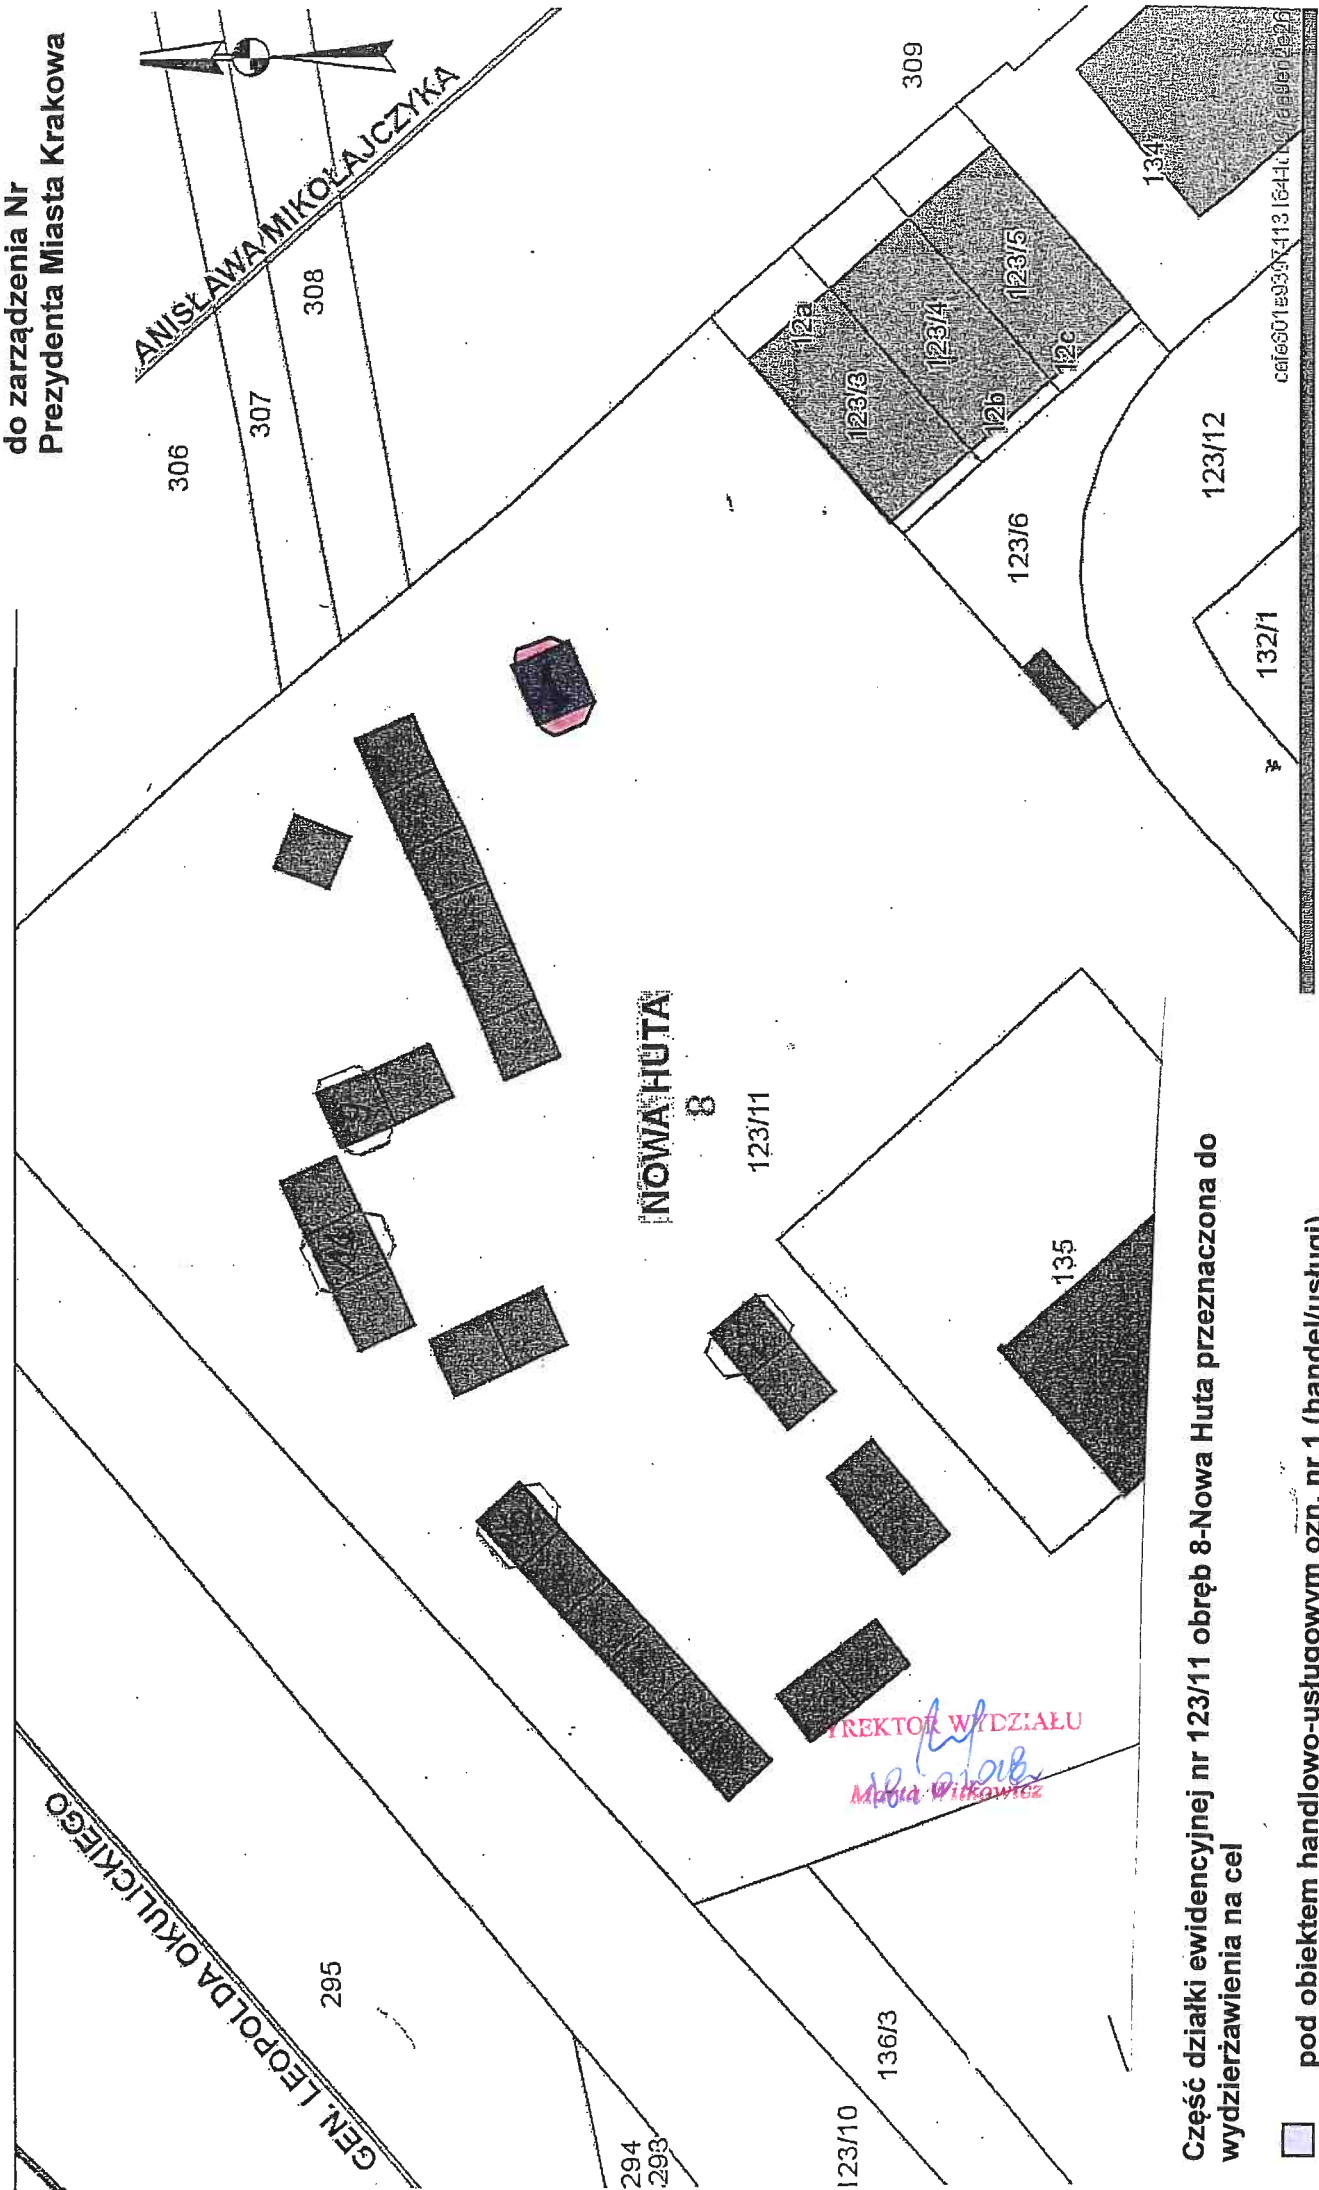 do zarządzenia Nr
Prezydenta Miasta Krakowa
ANISŁAWA MIKOŁAJCZYKA
306
307
308
309
GEN. LEOPOLDA OKULICKIEGO
295
294
293
123/10
136/3
NOWA HUTA
8
123/11
135
12a
123/3
123/4
12b
123/5
12c
134
123/6
123/12
132/1
YREKTOR WYDZIAŁU
Marta Witkowicz
Część działki ewidencyjnej nr 123/11 obręb 8-Nowa Huta przeznaczona do
wydzierżawienia na cel
pod obiektem handlowo-usługowym ozn. nr 1 (handel/usługi)